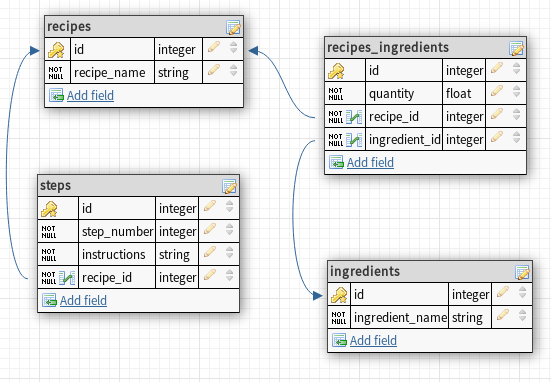 recipes
id integer
NOT NULL recipe_name string
Add field
recipes_ingredients
id integer
NOT NULL quantity float
NOT NULL recipe_id integer
NOT NULL ingredient_id integer
Add field
steps
id integer
NOT NULL step_number integer
NOT NULL instructions string
NOT NULL recipe_id integer
Add field
ingredients
id integer
NOT NULL ingredient_name string
Add field